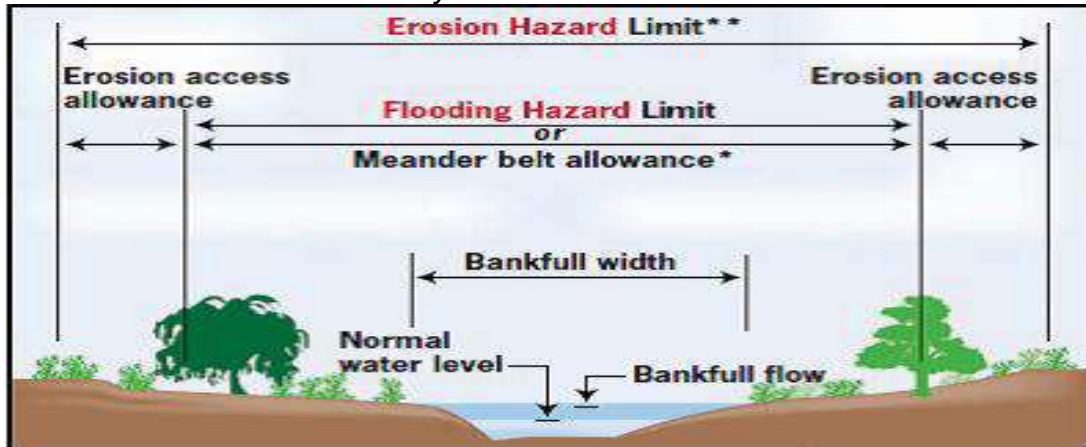 Erosion Hazard Limit**
Erosion access
allowance
Erosion access
allowance
Flooding Hazard Limit
or
Meander belt allowance*
Bankfull width
Normal
water level
Bankfull flow